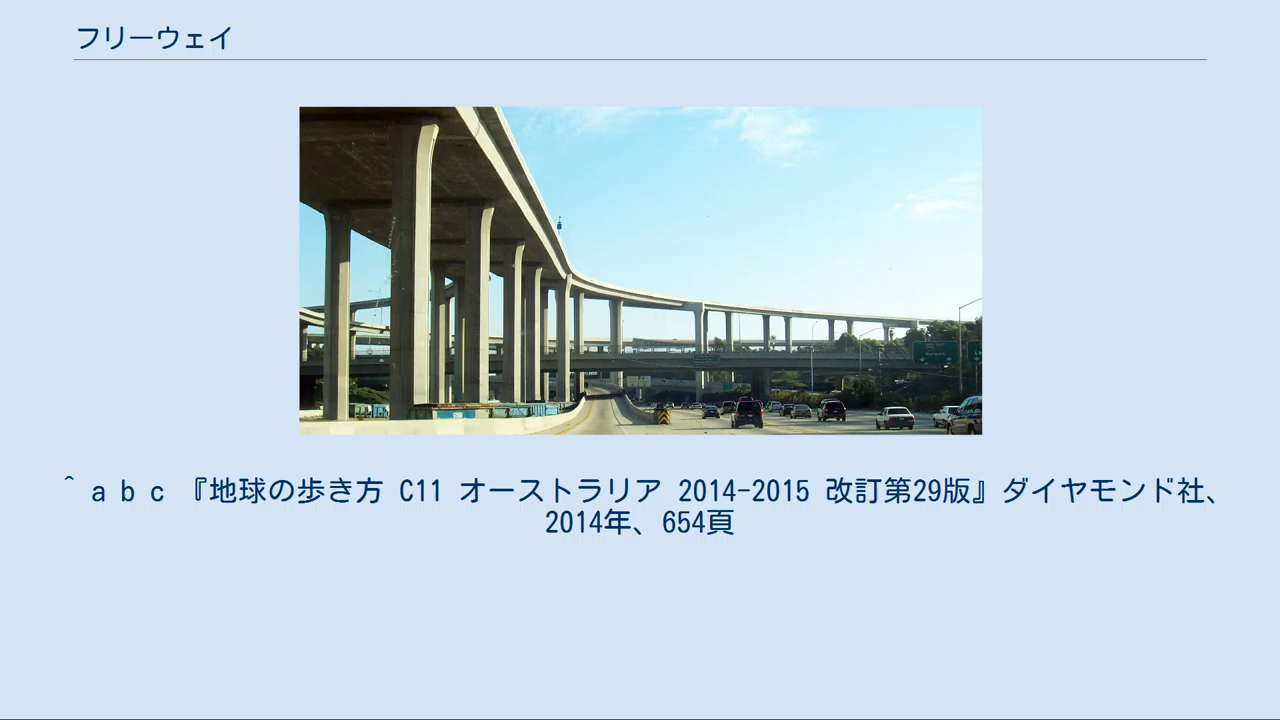 フリーウェイ
^ a b c 『地球の歩き方 C11 オーストラリア 2014-2015 改訂第29版』ダイヤモンド社、
2014年、654頁